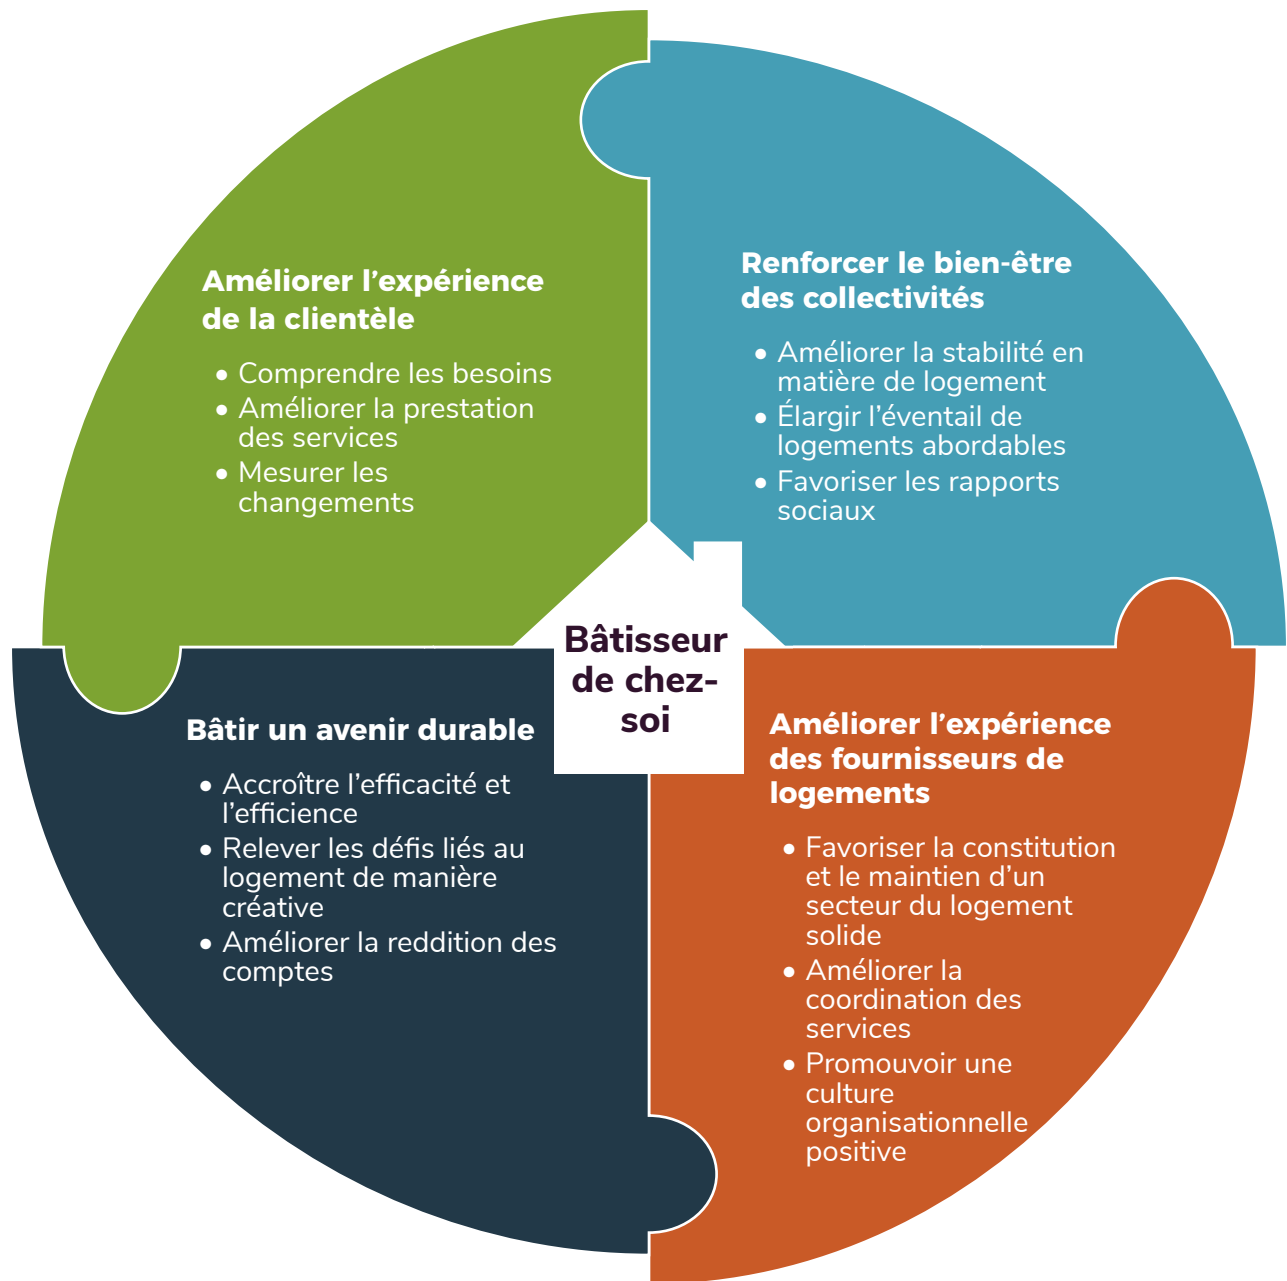 Améliorer l’expérience
de la clientèle
• Comprendre les besoins
• Améliorer la prestation
des services
• Mesurer les
changements
Renforcer le bien-être
des collectivités
• Améliorer la stabilité en
matière de logement
• Élargir l’éventail de
logements abordables
• Favoriser les rapports
sociaux
Bâtisseur
de chez-
soi
Bâtir un avenir durable
• Accroître l’efficacité et
l’efficience
• Relever les défis liés au
logement de manière
créative
• Améliorer la reddition des
comptes
Améliorer l’expérience
des fournisseurs de
logements
• Favoriser la constitution
et le maintien d’un
secteur du logement
solide
• Améliorer la
coordination des
services
• Promouvoir une
culture
organisationnelle
positive